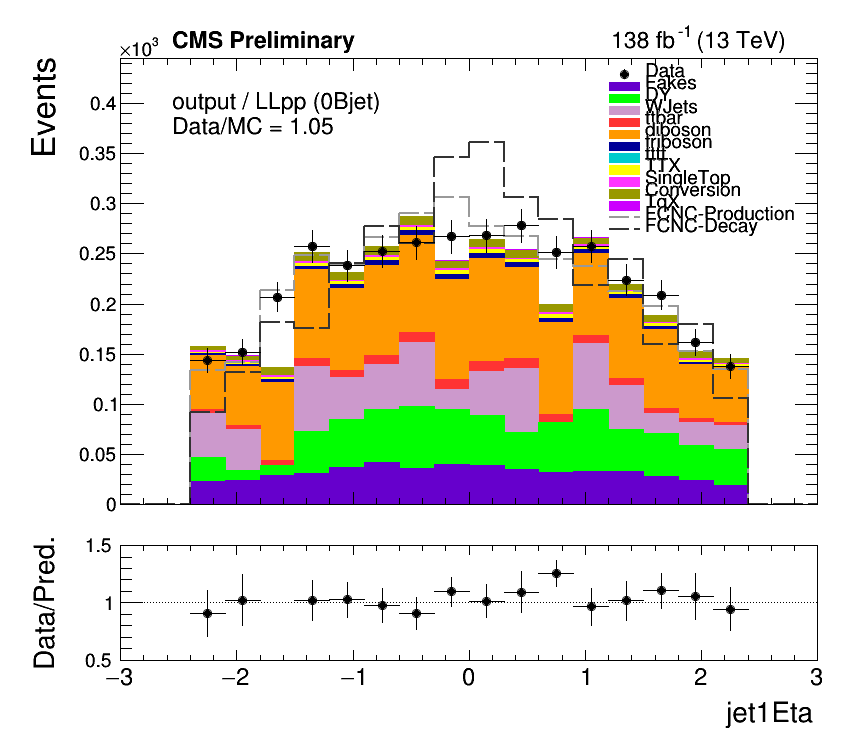 ×10³ CMS Preliminary 138 fb⁻¹ (13 TeV)
Events
output / LLpp (0Bjet)
Data/MC = 1.05
Data
Fakes
DY
WJets
ttbar
diboson
triboson
tttt
TTX
SingleTop
Conversion
TqX
FCNC-Production
FCNC-Decay
0.4
0.35
0.3
0.25
0.2
0.15
0.1
0.05
0
Data/Pred.
1.5
1
0.5
−3 −2 −1 0 1 2 3
jet1Eta